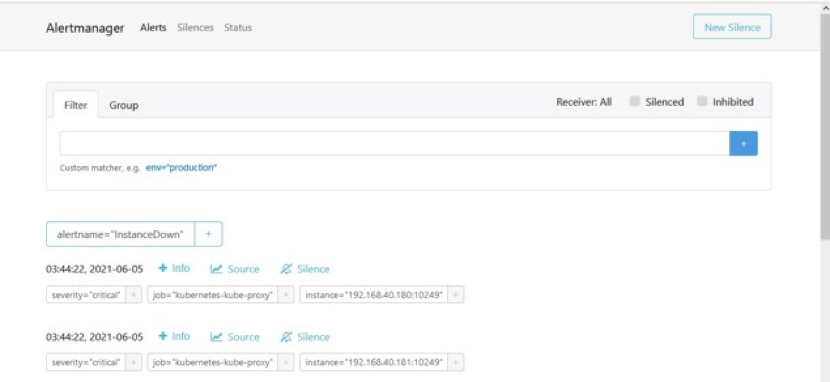 Alertmanager Alerts Silences Status New Silence
Filter Group Receiver: All Silenced Inhibited
+
Custom matcher, e.g. env="production"
alertname="InstanceDown" +
03:44:22, 2021-06-05 + Info Source Silence
severity="critical" + job="kubernetes-kube-proxy" + instance="192.168.40.180:10249" +
03:44:22, 2021-06-05 + Info Source Silence
severity="critical" + job="kubernetes-kube-proxy" + instance="192.168.40.181:10249" +